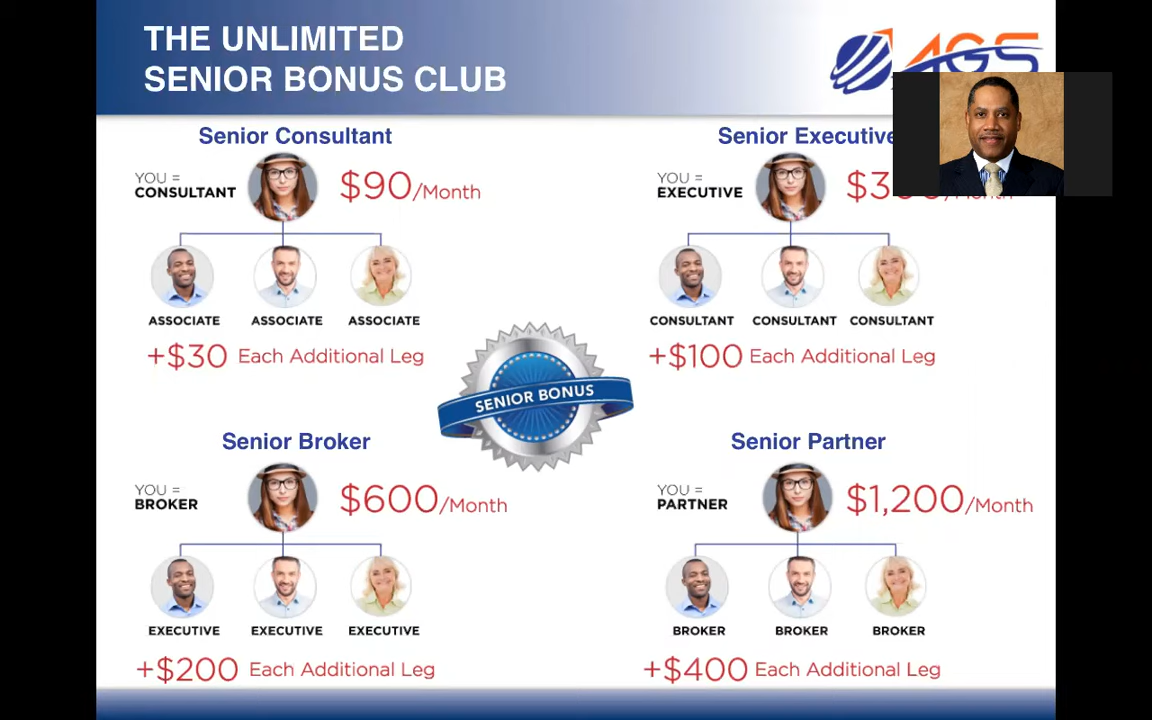 THE UNLIMITED
SENIOR BONUS CLUB
AGS
Senior Consultant
YOU =
CONSULTANT
$90/Month
ASSOCIATE ASSOCIATE ASSOCIATE
+$30 Each Additional Leg
Senior Executive
YOU =
EXECUTIVE
CONSULTANT CONSULTANT CONSULTANT
+$100 Each Additional Leg
SENIOR BONUS
Senior Broker
YOU =
BROKER
$600/Month
EXECUTIVE EXECUTIVE EXECUTIVE
+$200 Each Additional Leg
Senior Partner
YOU =
PARTNER
$1,200/Month
BROKER BROKER BROKER
+$400 Each Additional Leg